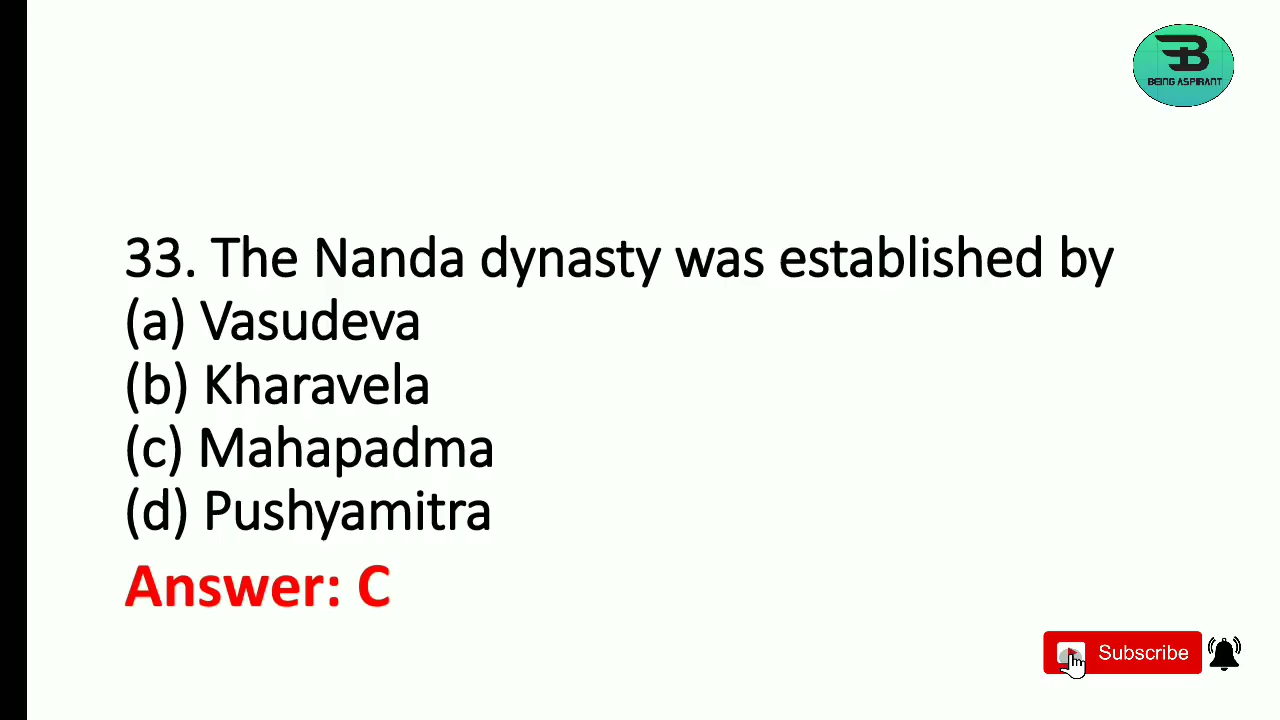 BEING ASPIRANT
33. The Nanda dynasty was established by
(a) Vasudeva
(b) Kharavela
(c) Mahapadma
(d) Pushyamitra
Answer: C
Subscribe